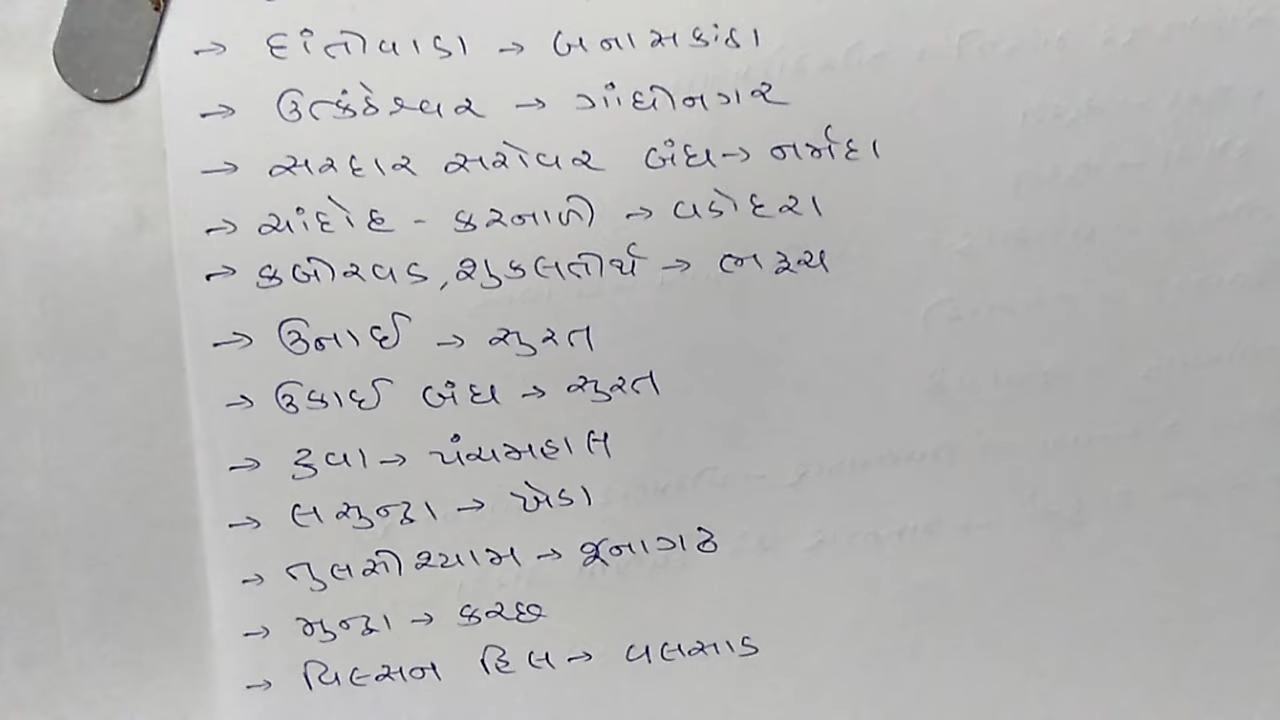 → દાંતીવાડા → બનાસકાંઠા
→ ઉત્કંઠેશ્વર → ગાંધીનગર
→ સરદાર સરોવર બંધ → નર્મદા
→ ચાંદોદ - કરનાળી → વડોદરા
→ કબીરવડ, શુકલતીર્થ → ભરૂચ
→ ઉનાઈ → સુરત
→ ઉકાઈ બંધ → સુરત
→ ટુવા → પંચમહાલ
→ લસુન્દ્રા → ખેડા
→ તુલસીશ્યામ → જૂનાગઢ
→ મુન્દ્રા → કચ્છ
→ વિલ્સન હિલ → વલસાડ